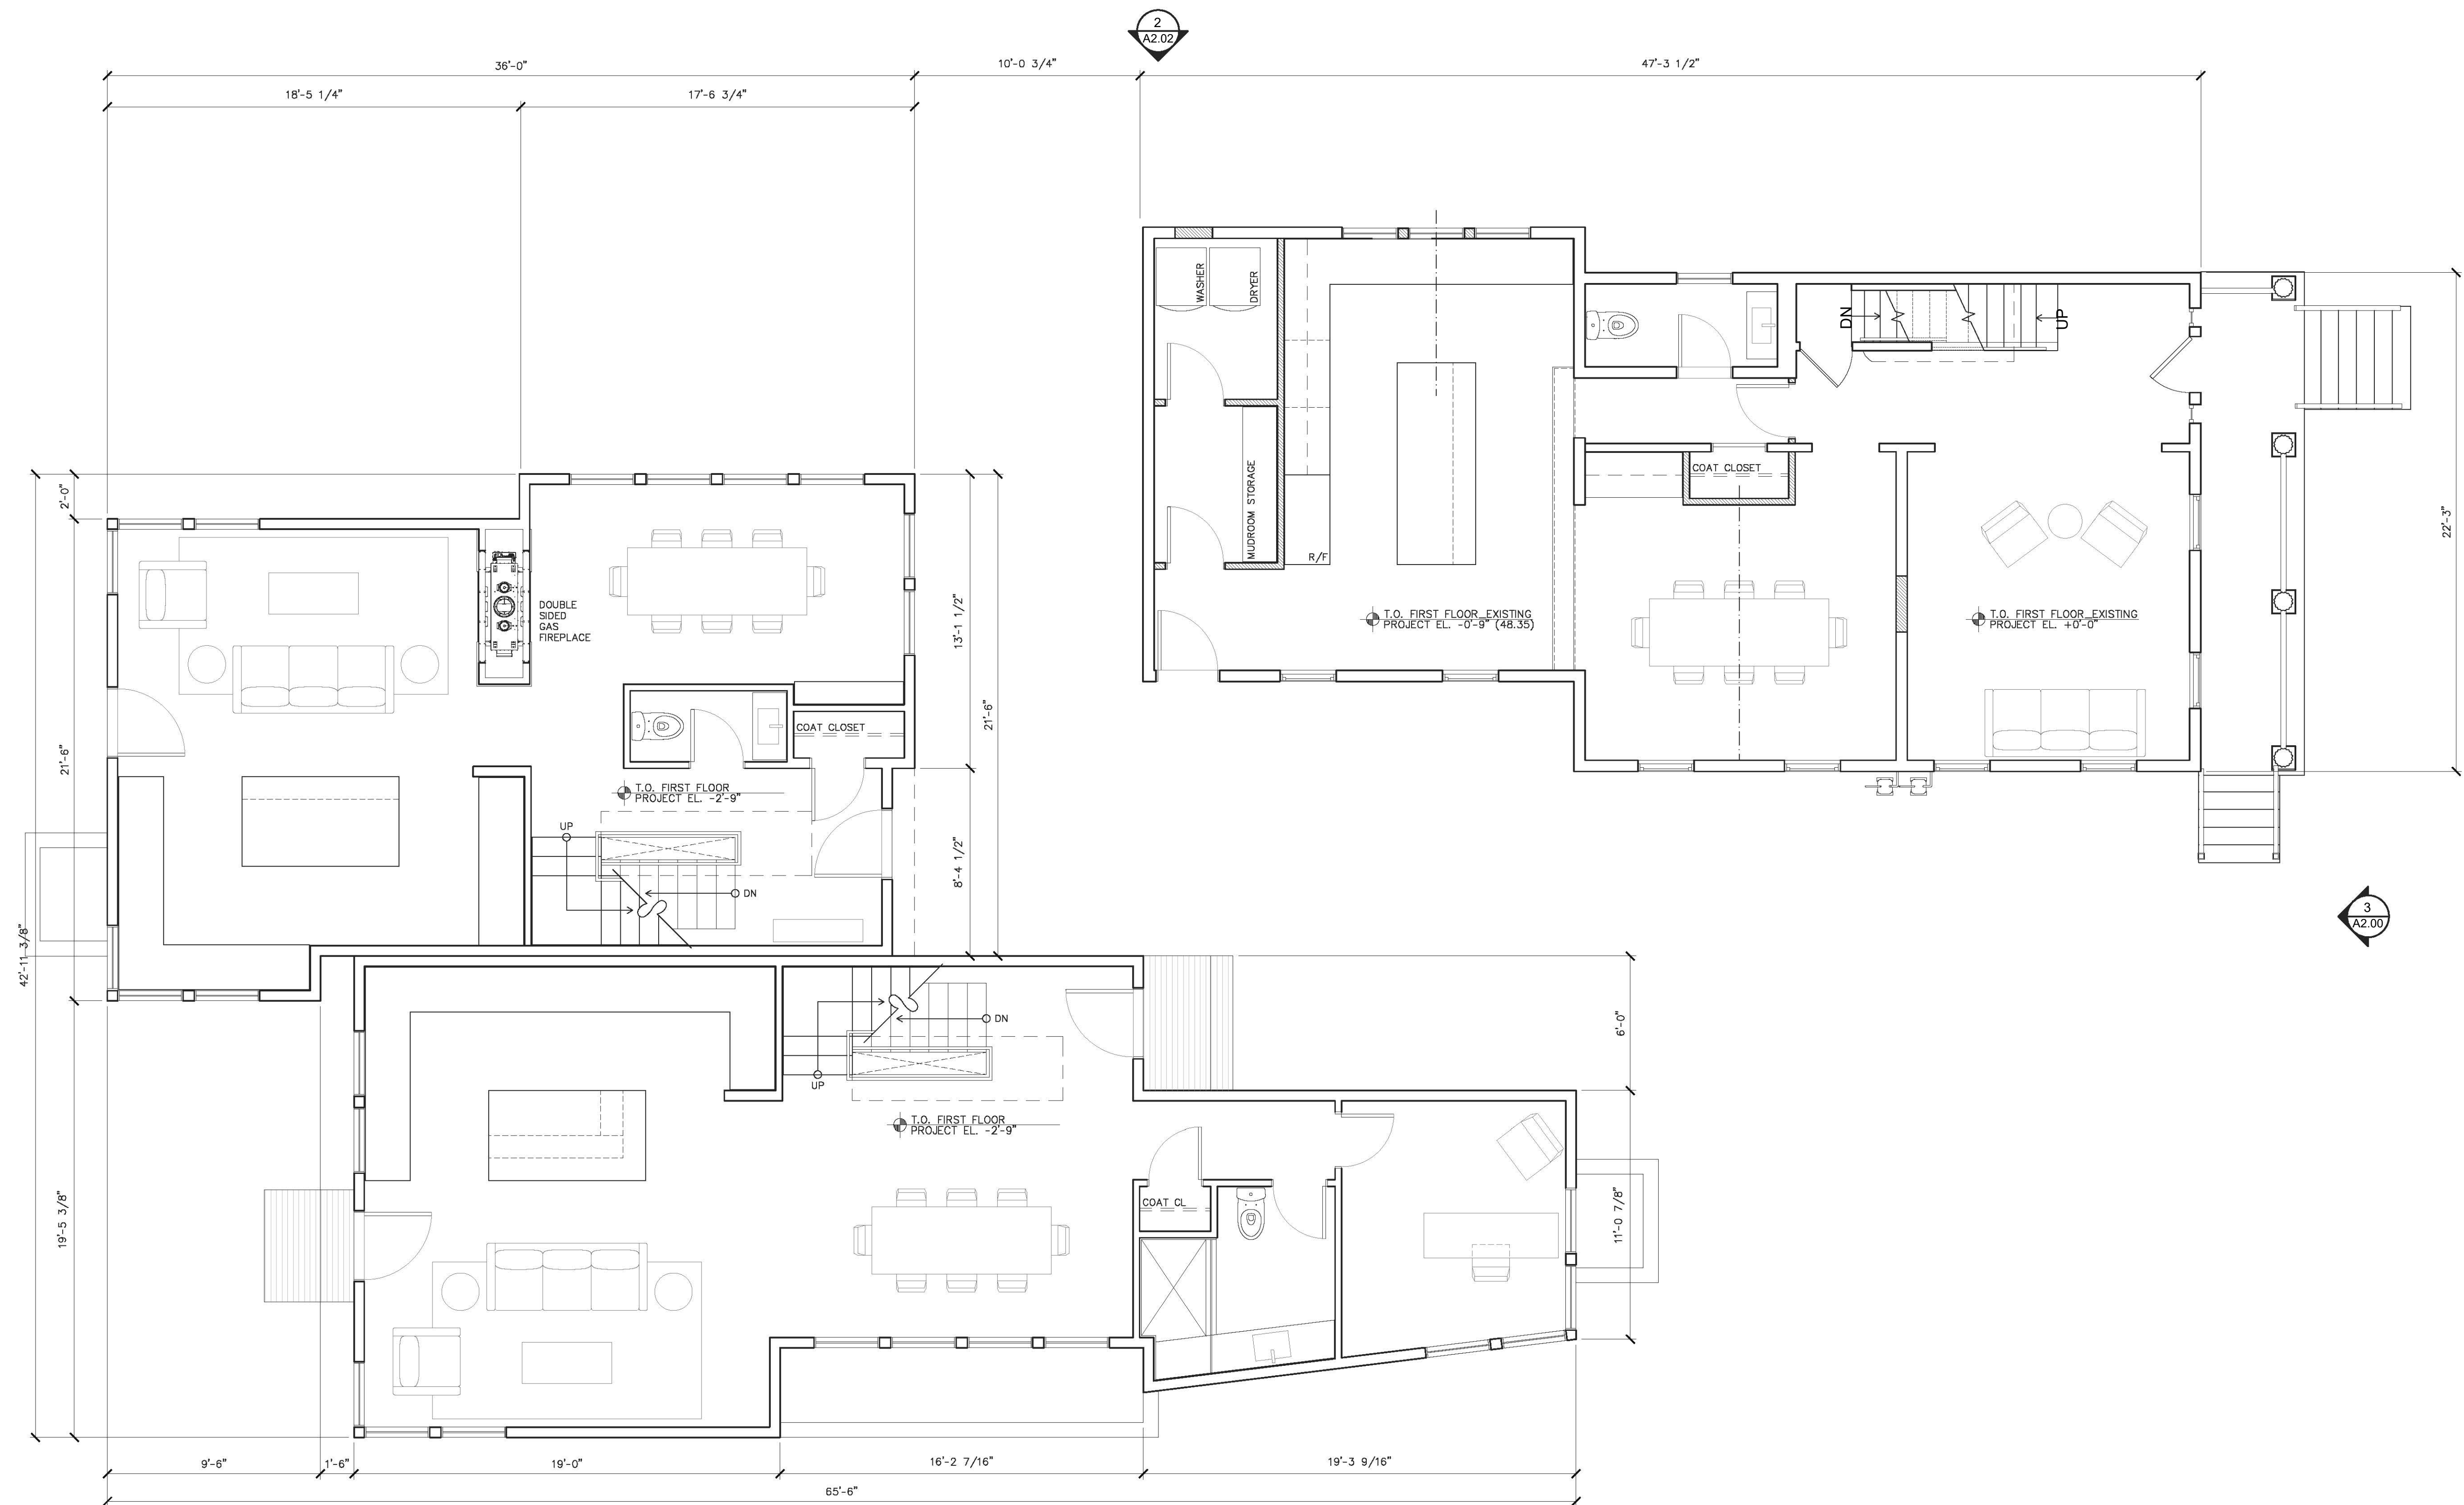 2
A2.02
36'-0"
10'-0 3/4"
47'-3 1/2"
18'-5 1/4"
17'-6 3/4"
WASHER
DRYER
DN
UP
COAT CLOSET
MUDROOM STORAGE
R/F
2'-0"
22'-3"
DOUBLE
SIDED
GAS
FIREPLACE
13'-1 1/2"
T.O. FIRST FLOOR_EXISTING
PROJECT EL. -0'-9" (48.35)
T.O. FIRST FLOOR_EXISTING
PROJECT EL. +0'-0"
21'-6"
21'-6"
COAT CLOSET
T.O. FIRST FLOOR
PROJECT EL. -2'-9"
UP
DN
8'-4 1/2"
3
A2.00
42'-11 3/8"
DN
UP
6'-0"
T.O. FIRST FLOOR
PROJECT EL. -2'-9"
COAT CL
19'-5 3/8"
11'-0 7/8"
9'-6"
1'-6"
19'-0"
16'-2 7/16"
19'-3 9/16"
65'-6"